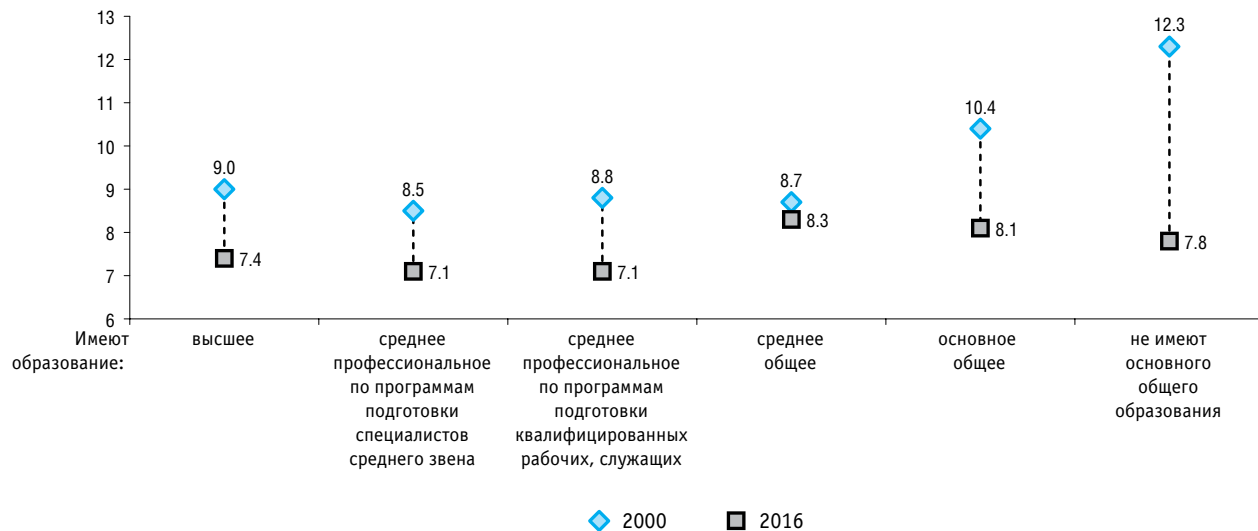 13
12
11
10
9
8
7
6
9.0
7.4
8.5
7.1
8.8
7.1
8.7
8.3
10.4
8.1
12.3
7.8
Имеют
образование:
высшее
среднее
профессиональное
по программам
подготовки
специалистов
среднего звена
среднее
профессиональное
по программам
подготовки
квалифицированных
рабочих, служащих
среднее
общее
основное
общее
не имеют
основного
общего
образования
2000
2016